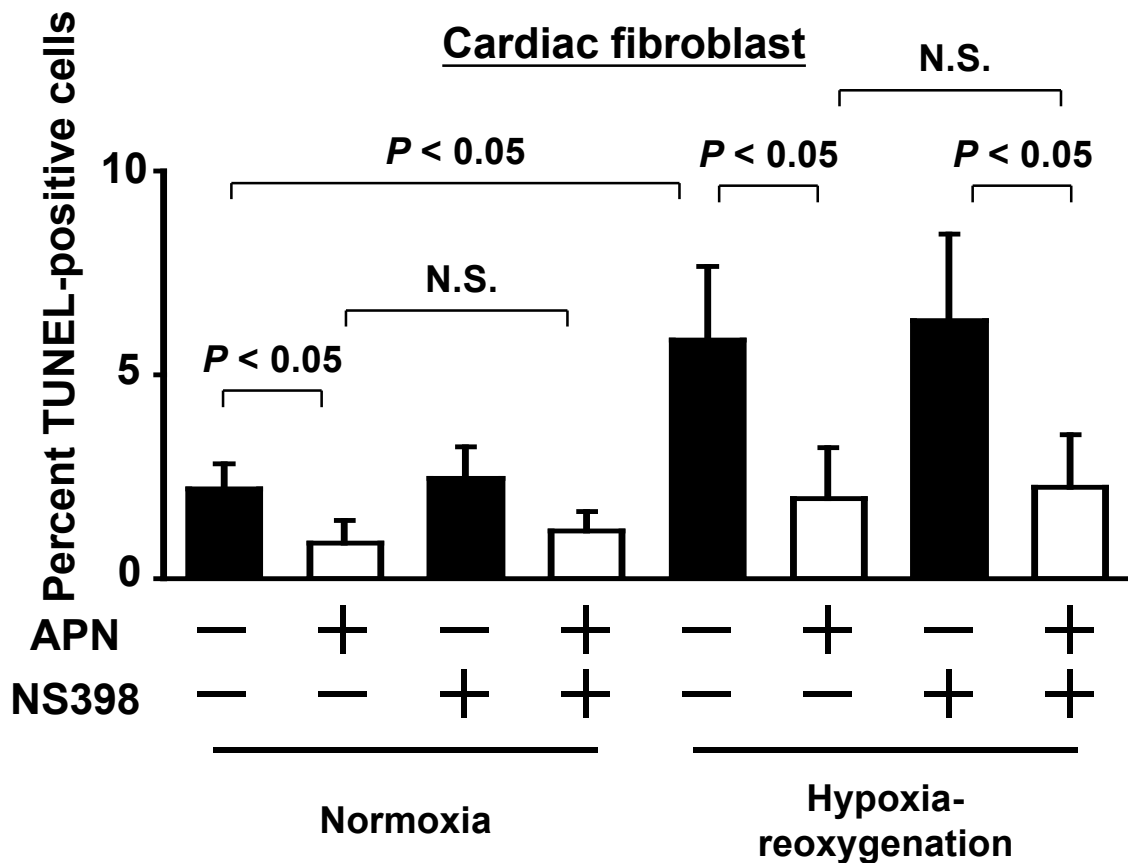 Cardiac fibroblast
Percent TUNEL-positive cells
N.S.
P < 0.05
P < 0.05
P < 0.05
10
N.S.
P < 0.05
5
0
APN − + − + − + − +
NS398 − − + + − − + +
Normoxia
Hypoxia-
reoxygenation